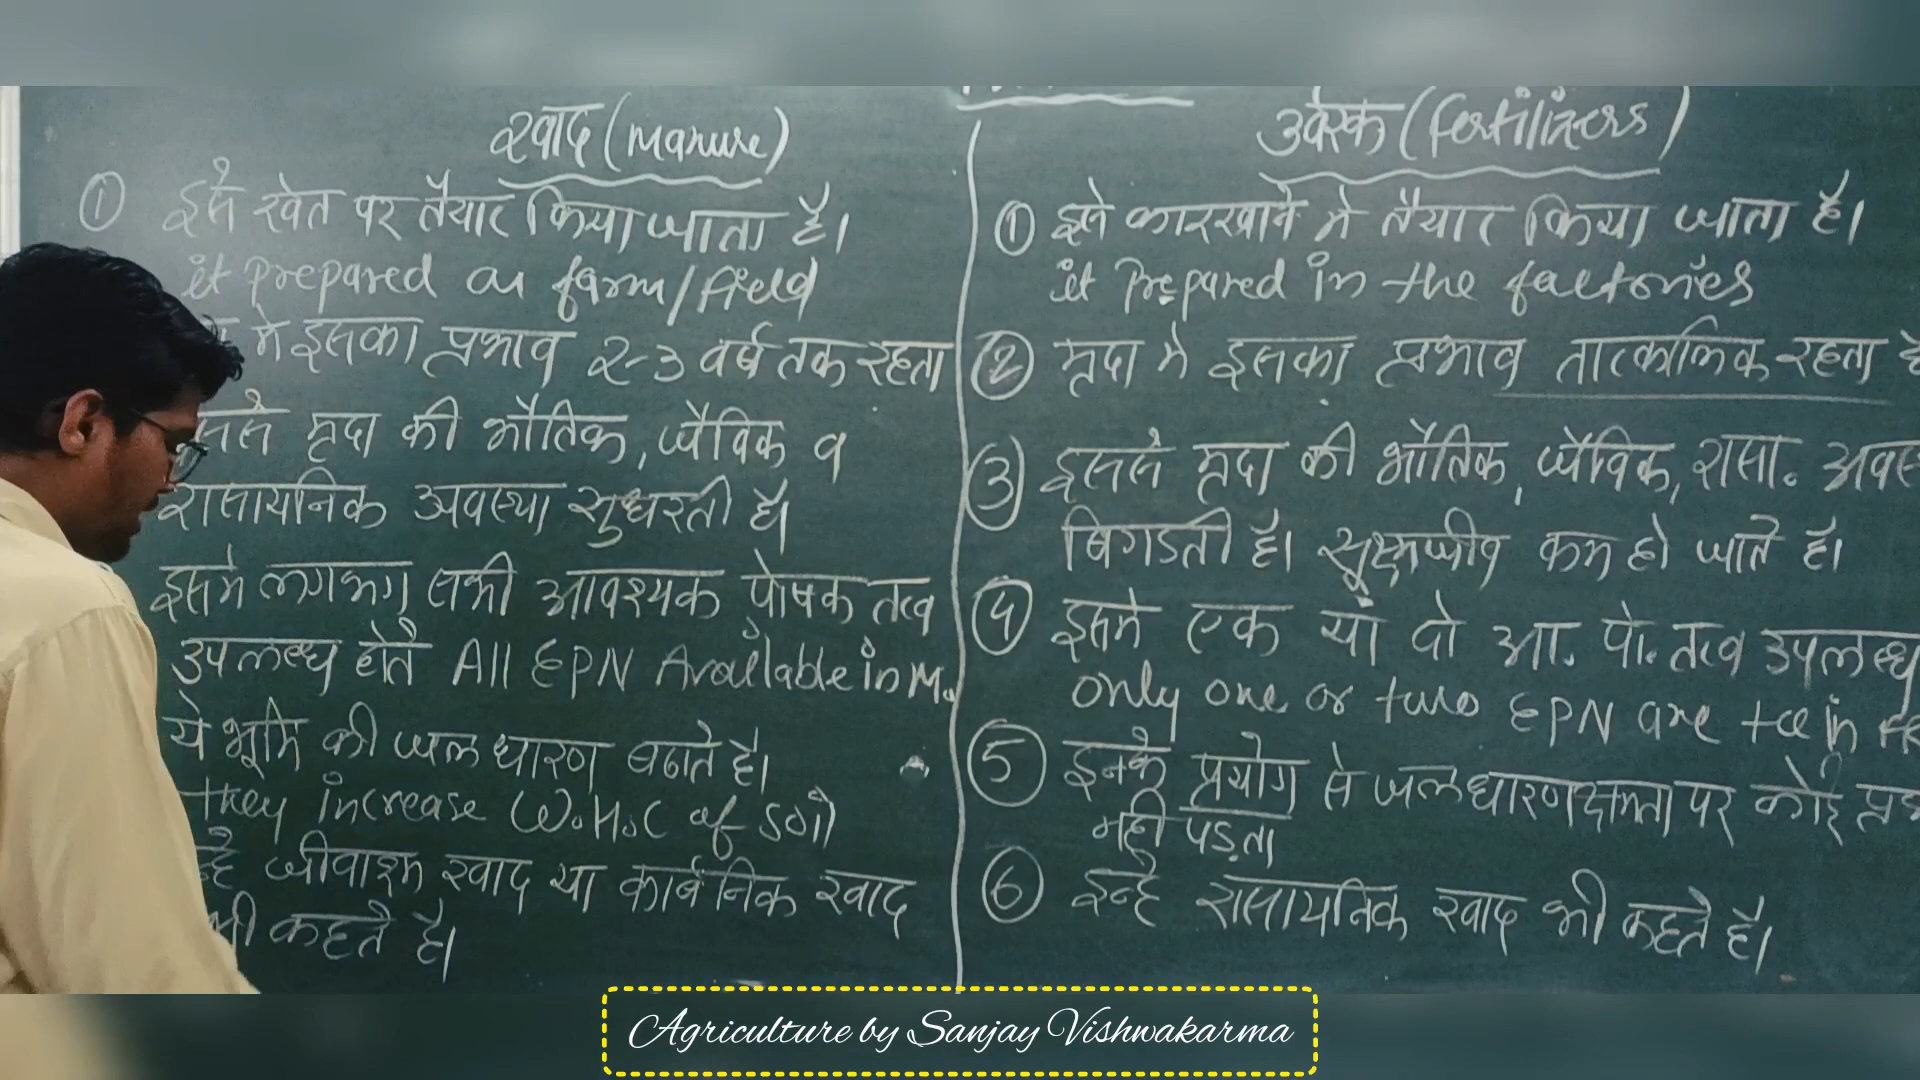 खाद (Manure)
① इसे खेत पर तैयार किया जाता है।
it Prepared at farm/field
में इसका प्रभाव 2-3 वर्ष तक रहता
इससे मृदा की भौतिक, जैविक व
रासायनिक अवस्था सुधरती है।
इसमें लगभग सभी आवश्यक पोषक तत्व
उपलब्ध होते All EPN Available in M.
ये भूमि की जल धारण बढाते है।
they increase W.H.C of soil
जीवाश्म खाद या कार्बनिक खाद
भी कहते है।
उर्वरक (Fertilizers)
① इसे कारखाने मे तैयार किया जाता है।
it Prepared in the factories
② मृदा मे इसका प्रभाव तात्कालिक रहता है
③ इससे मृदा की भौतिक, जैविक, रासा. अवस
बिगडती है। सूक्ष्मजीव कम हो जाते है।
④ इसमे एक या दो आ. पो. तत्व उपलब्ध
only one or two EPN are in
⑤ इनके प्रयोग से जलधारणक्षमता पर कोई
नही पड़ता
⑥ इन्हे रासायनिक खाद भी कहते है।
Agriculture by Sanjay Vishwakarma